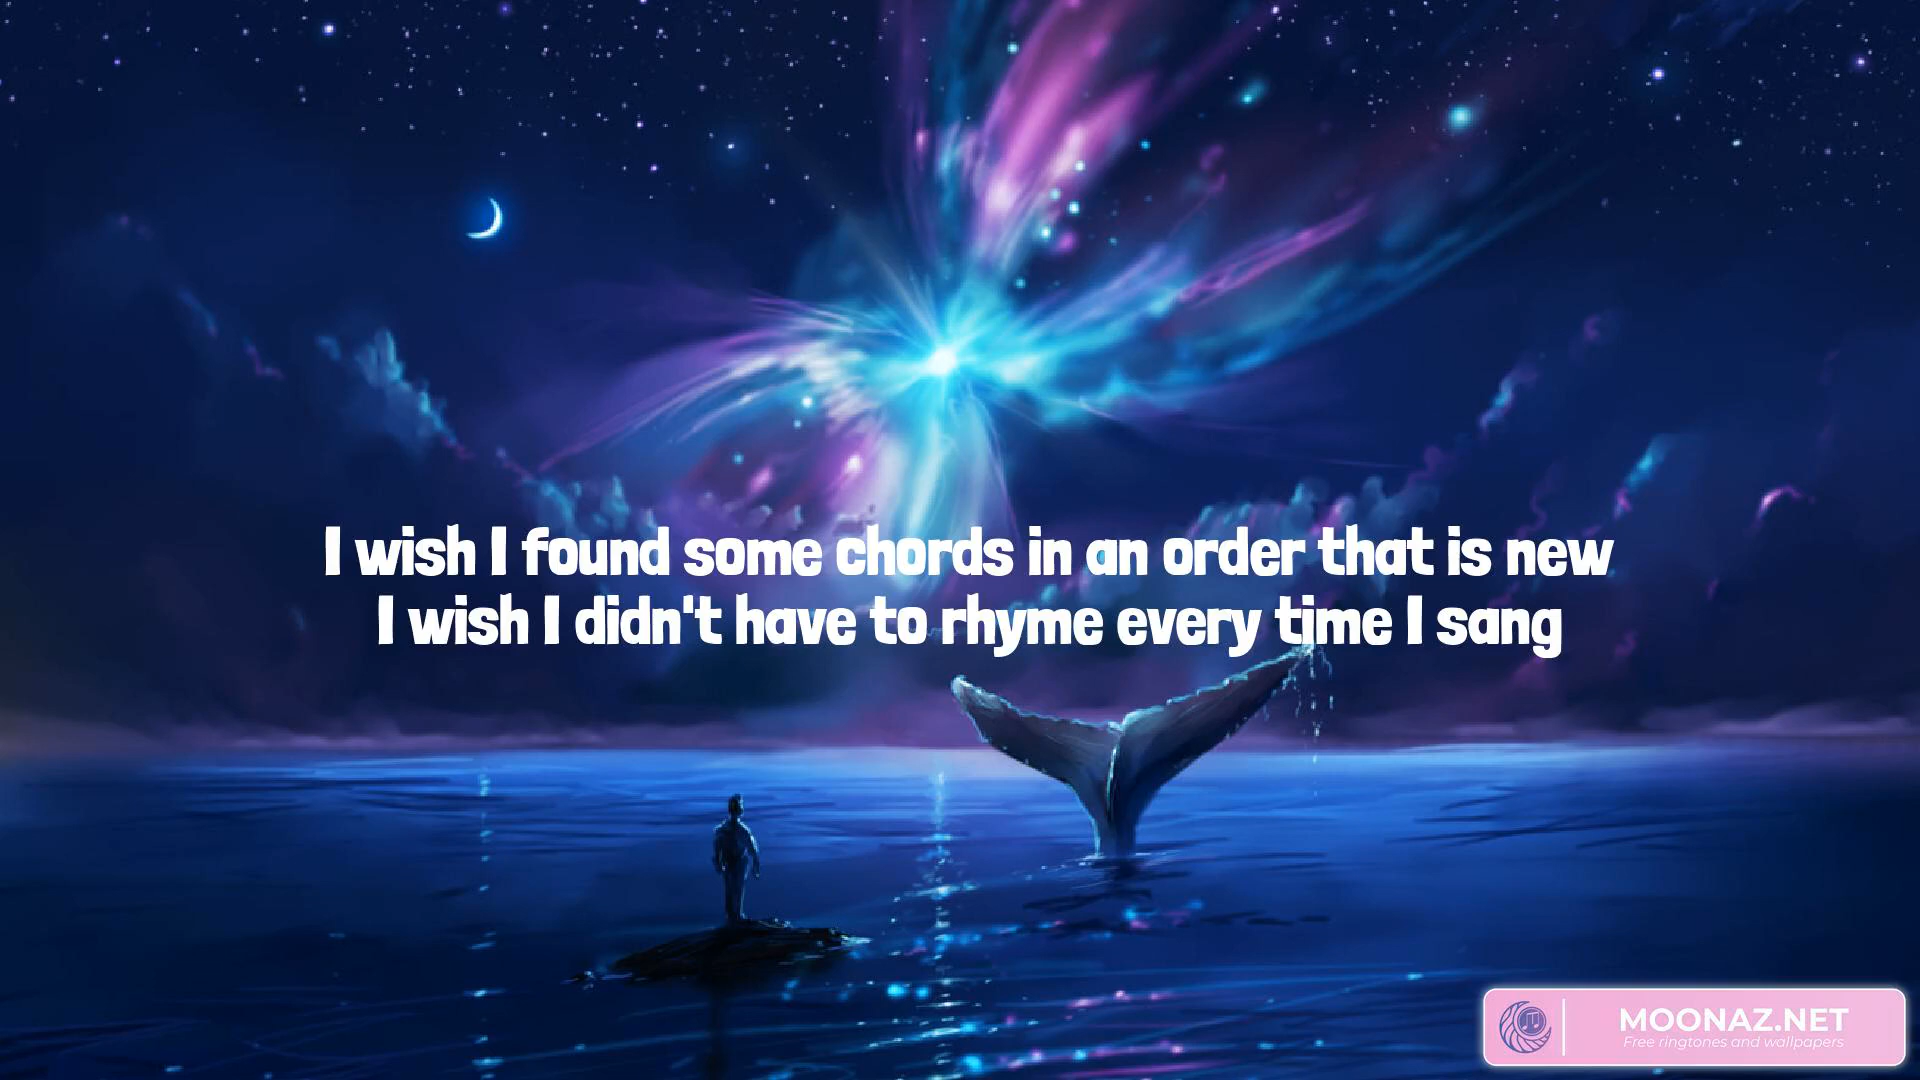 I wish I found some chords in an order that is new
I wish I didn't have to rhyme every time I sang
MOONAZ.NET
Free ringtones and wallpapers